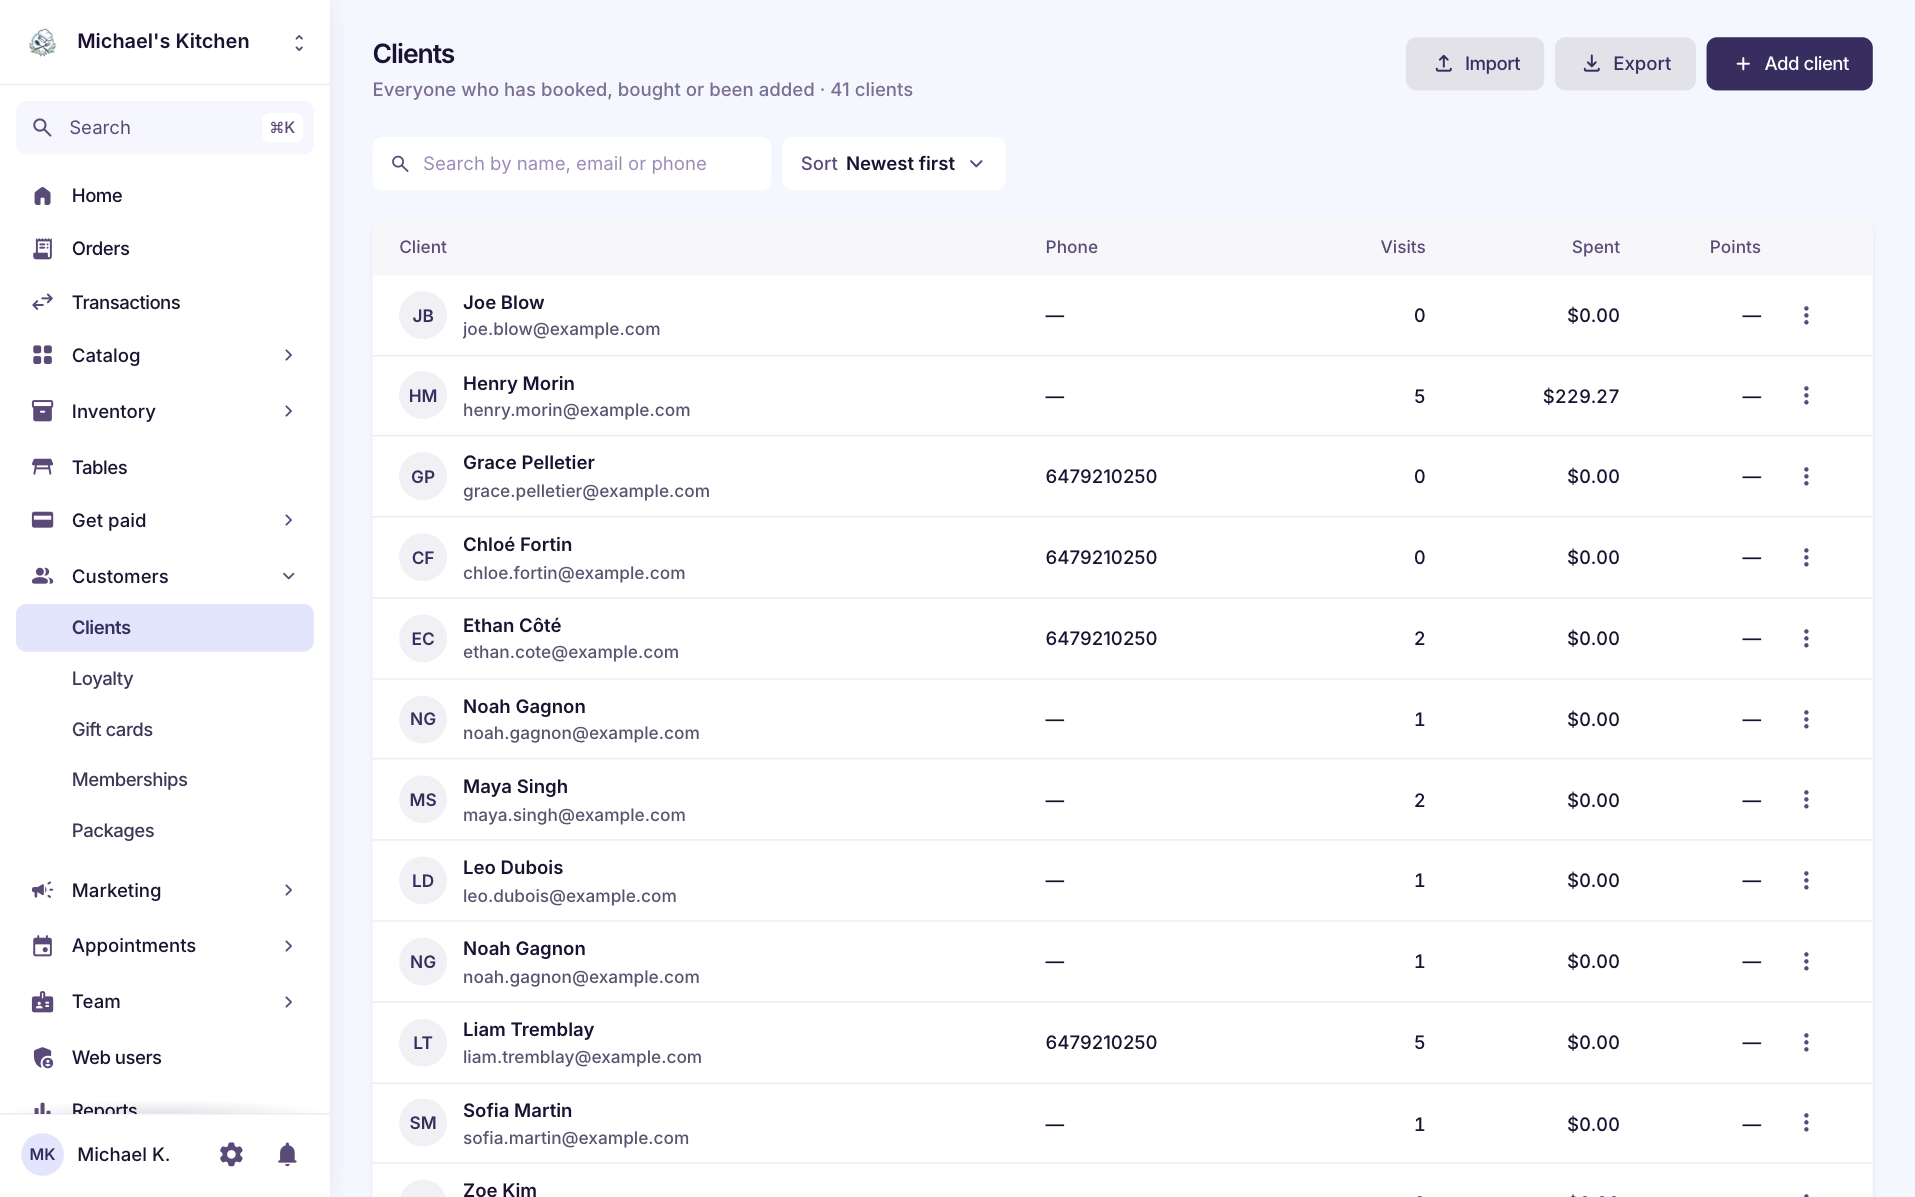 Michael's Kitchen
Search ⌘K
Home
Orders
Transactions
Catalog
Inventory
Tables
Get paid
Customers
Clients
Loyalty
Gift cards
Memberships
Packages
Marketing
Appointments
Team
Web users
Reports
MK Michael K.
Clients
Everyone who has booked, bought or been added · 41 clients
Import Export + Add client
Search by name, email or phone Sort Newest first
Client Phone Visits Spent Points
JB Joe Blow
joe.blow@example.com — 0 $0.00 —
HM Henry Morin
henry.morin@example.com — 5 $229.27 —
GP Grace Pelletier
grace.pelletier@example.com 6479210250 0 $0.00 —
CF Chloé Fortin
chloe.fortin@example.com 6479210250 0 $0.00 —
EC Ethan Côté
ethan.cote@example.com 6479210250 2 $0.00 —
NG Noah Gagnon
noah.gagnon@example.com — 1 $0.00 —
MS Maya Singh
maya.singh@example.com — 2 $0.00 —
LD Leo Dubois
leo.dubois@example.com — 1 $0.00 —
NG Noah Gagnon
noah.gagnon@example.com — 1 $0.00 —
LT Liam Tremblay
liam.tremblay@example.com 6479210250 5 $0.00 —
SM Sofia Martin
sofia.martin@example.com — 1 $0.00 —
Zoe Kim